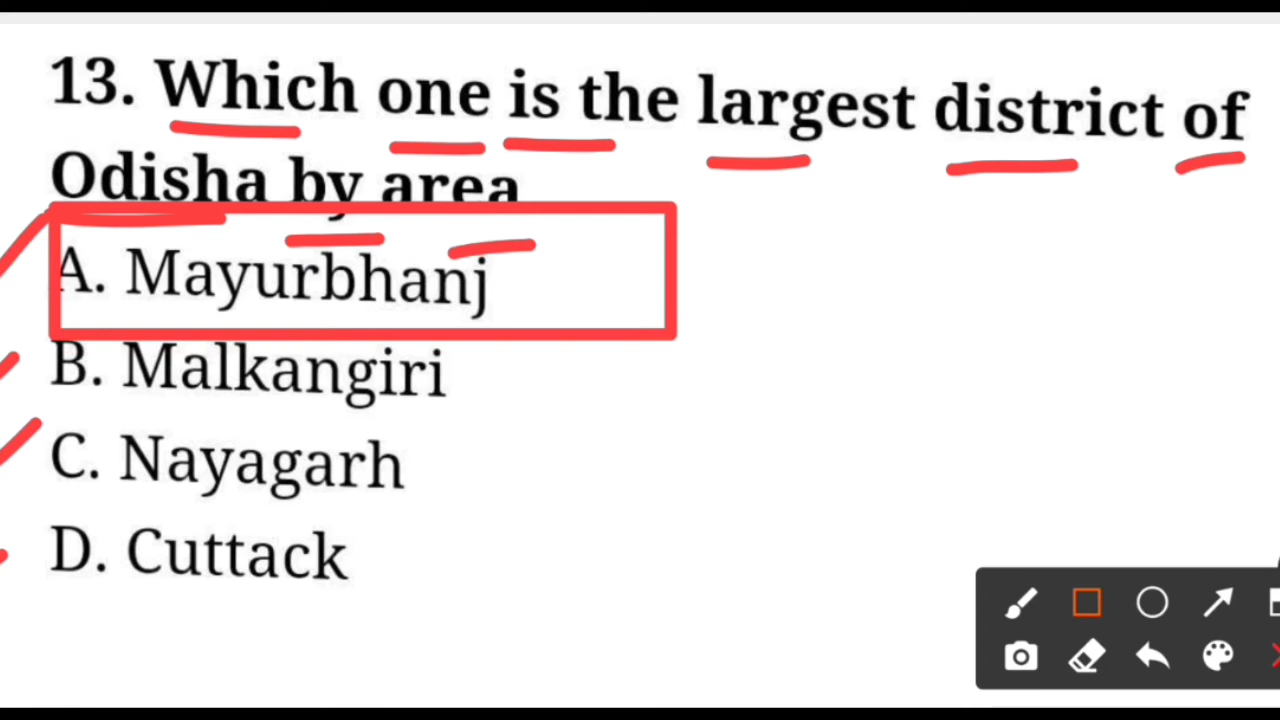 13. Which one is the largest district of
Odisha by area
A. Mayurbhanj
B. Malkangiri
C. Nayagarh
D. Cuttack